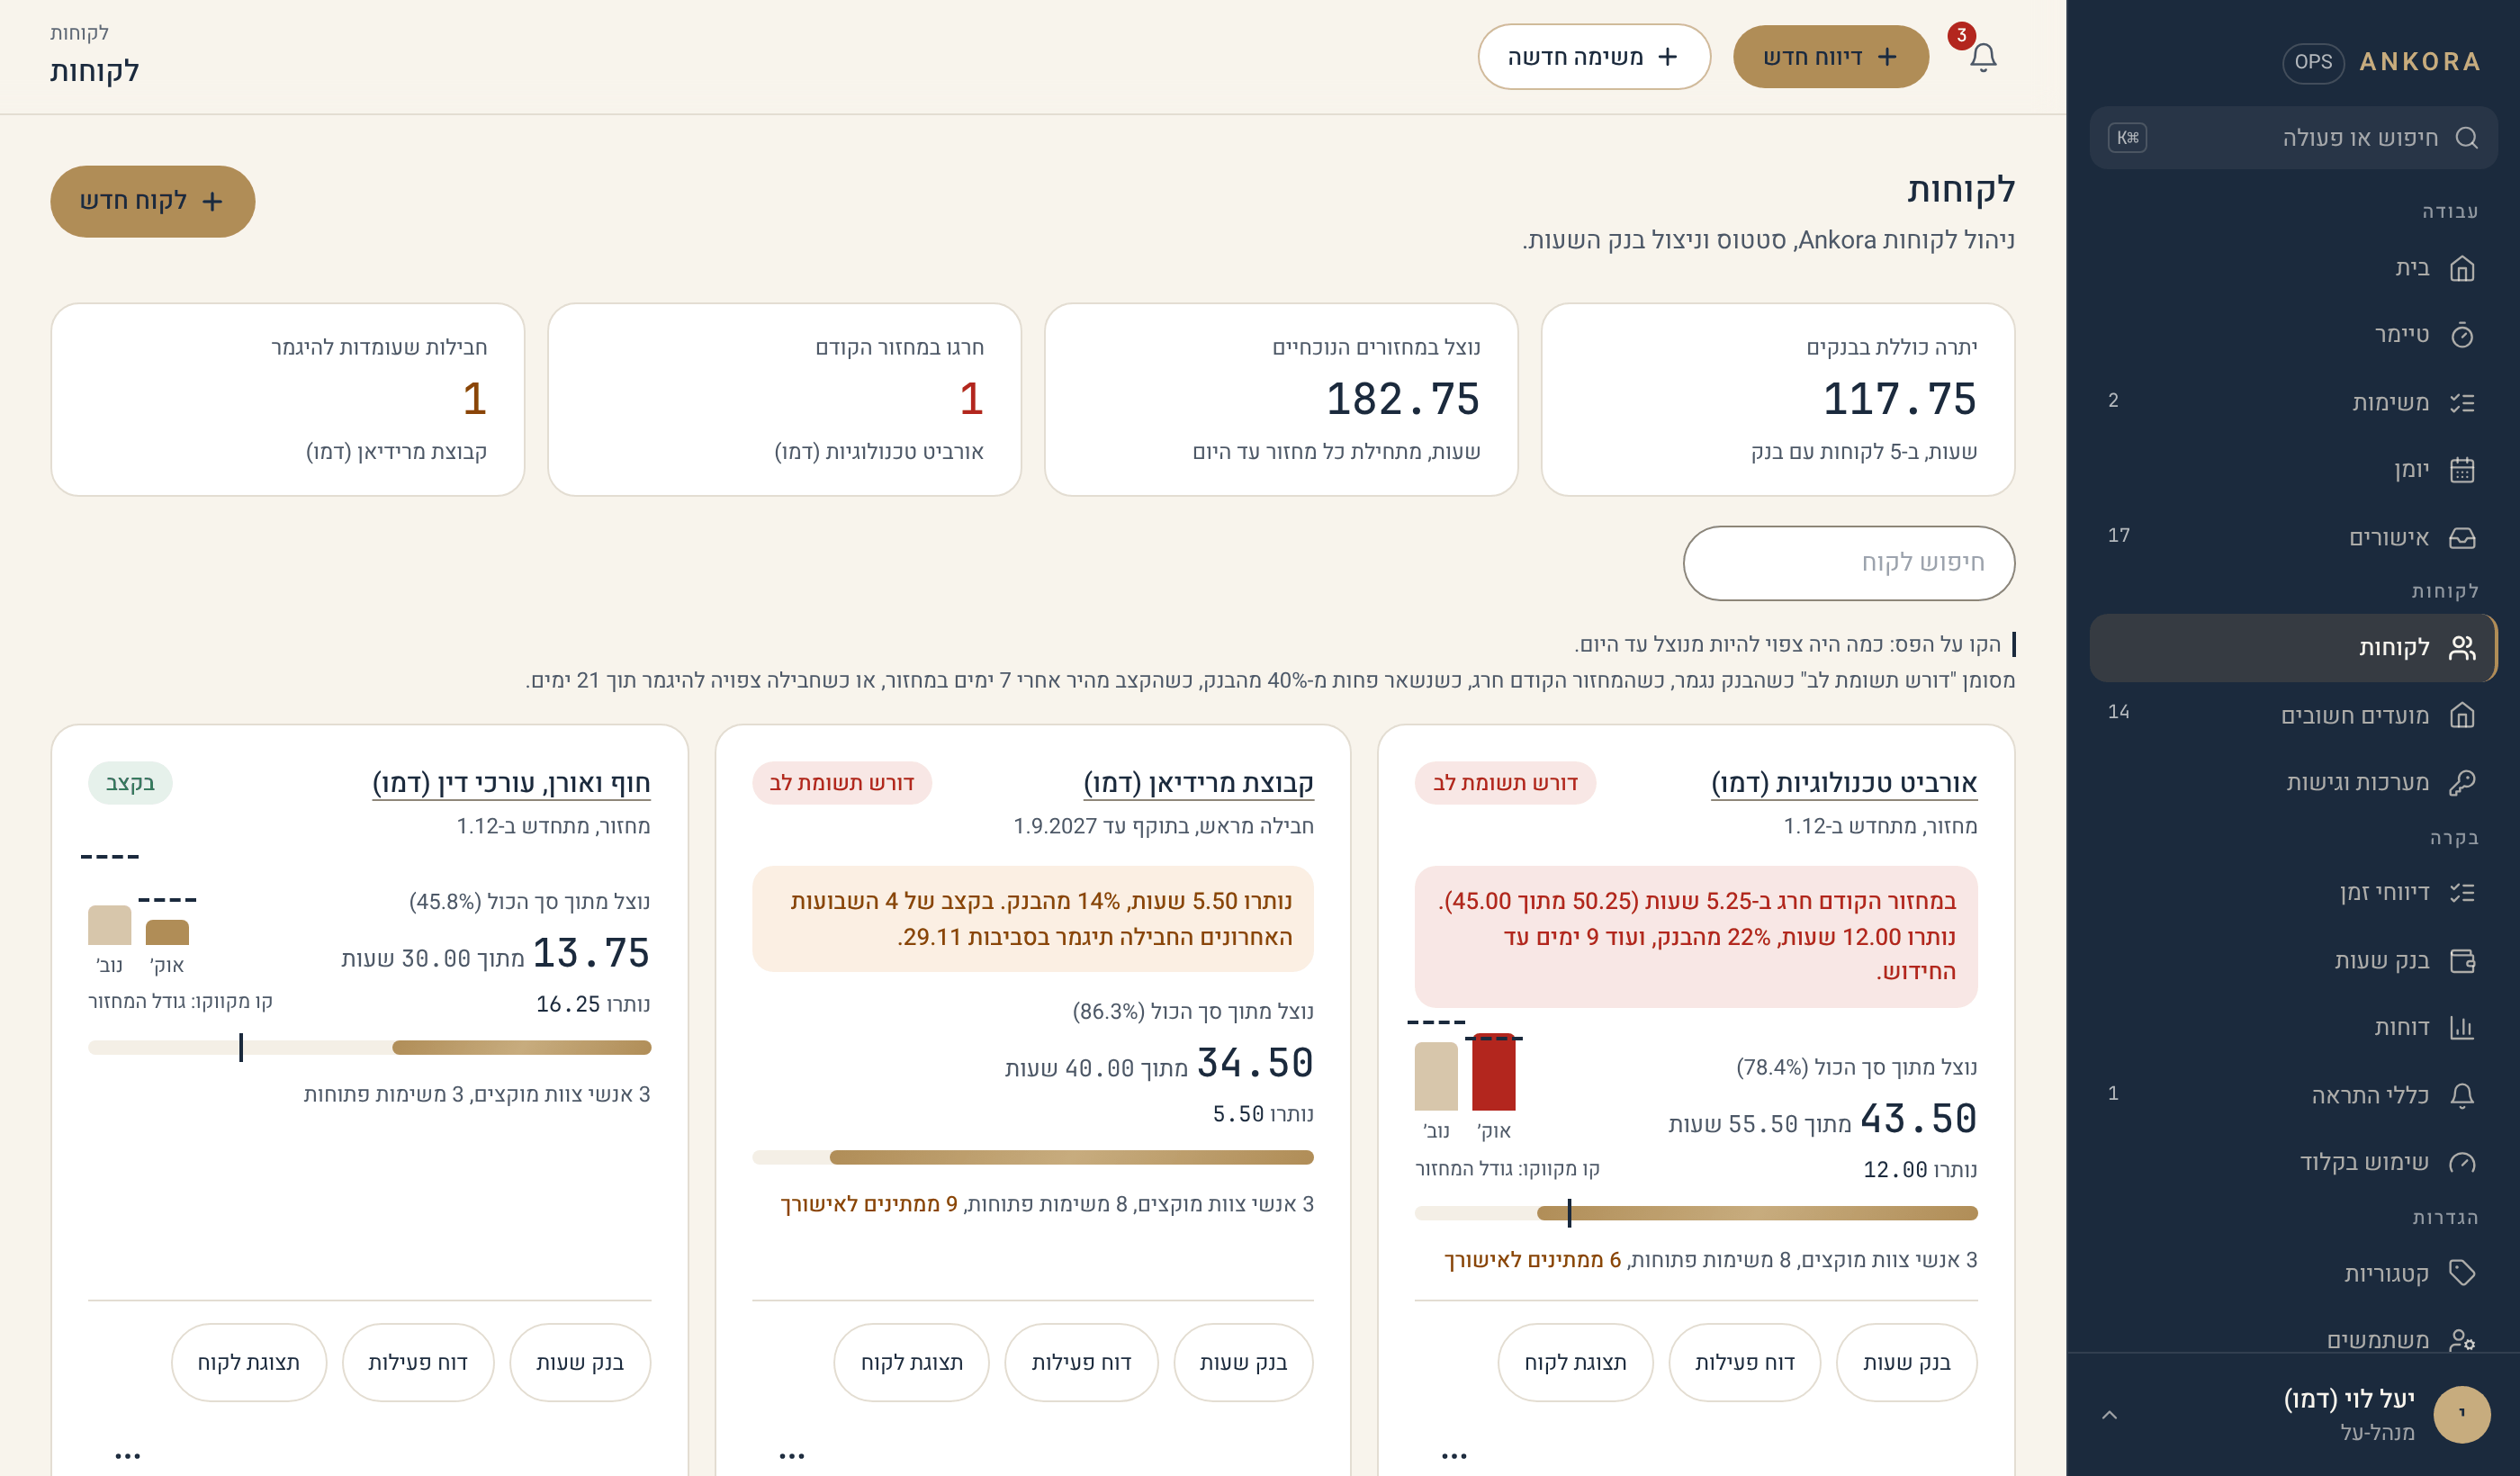 ANKORA OPS
חיפוש או פעולה
⌘K
עבודה
בית
טיימר
משימות 2
יומן
אישורים 17
לקוחות
לקוחות
מועדים חשובים 14
מערכות וגישות
בקרה
דיווחי זמן
בנק שעות
דוחות
כללי התראה 1
שימוש בקלוד
הגדרות
קטגוריות
משתמשים
י
יעל לוי (דמו)
מנהל-על
3
דיווח חדש
משימה חדשה
לקוחות
לקוחות
לקוחות
ניהול לקוחות Ankora, סטטוס וניצול בנק השעות.
לקוח חדש
יתרה כוללת בבנקים
117.75
שעות, ב-5 לקוחות עם בנק
נוצל במחזורים הנוכחיים
182.75
שעות, מתחילת כל מחזור עד היום
חרגו במחזור הקודם
1
אורביט טכנולוגיות (דמו)
חבילות שעומדות להיגמר
1
קבוצת מרידיאן (דמו)
חיפוש לקוח
הקו על הפס: כמה היה צפוי להיות מנוצל עד היום.
מסומן "דורש תשומת לב" כשהבנק נגמר, כשהמחזור הקודם חרג, כשנשאר פחות מ-40% מהבנק, כשהקצב מהיר אחרי 7 ימים במחזור, או כשחבילה צפויה להיגמר תוך 21 ימים.
אורביט טכנולוגיות (דמו)
דורש תשומת לב
מחזור, מתחדש ב-1.12
במחזור הקודם חרג ב-5.25 שעות (50.25 מתוך 45.00).
נותרו 12.00 שעות, 22% מהבנק, ועוד 9 ימים עד
החידוש.
נוצל מתוך סך הכול (78.4%)
43.50 מתוך 55.50 שעות
נותרו 12.00
אוק׳ נוב׳
קו מקווקו: גודל המחזור
3 אנשי צוות מוקצים, 8 משימות פתוחות, 6 ממתינים לאישורך
בנק שעות
דוח פעילות
תצוגת לקוח
...
קבוצת מרידיאן (דמו)
דורש תשומת לב
חבילה מראש, בתוקף עד 1.9.2027
נותרו 5.50 שעות, 14% מהבנק. בקצב של 4 השבועות
האחרונים החבילה תיגמר בסביבות 29.11.
נוצל מתוך סך הכול (86.3%)
34.50 מתוך 40.00 שעות
נותרו 5.50
3 אנשי צוות מוקצים, 8 משימות פתוחות, 9 ממתינים לאישורך
בנק שעות
דוח פעילות
תצוגת לקוח
...
חוף ואורן, עורכי דין (דמו)
בקצב
מחזור, מתחדש ב-1.12
נוצל מתוך סך הכול (45.8%)
13.75 מתוך 30.00 שעות
נותרו 16.25
אוק׳ נוב׳
קו מקווקו: גודל המחזור
3 אנשי צוות מוקצים, 3 משימות פתוחות
בנק שעות
דוח פעילות
תצוגת לקוח
...